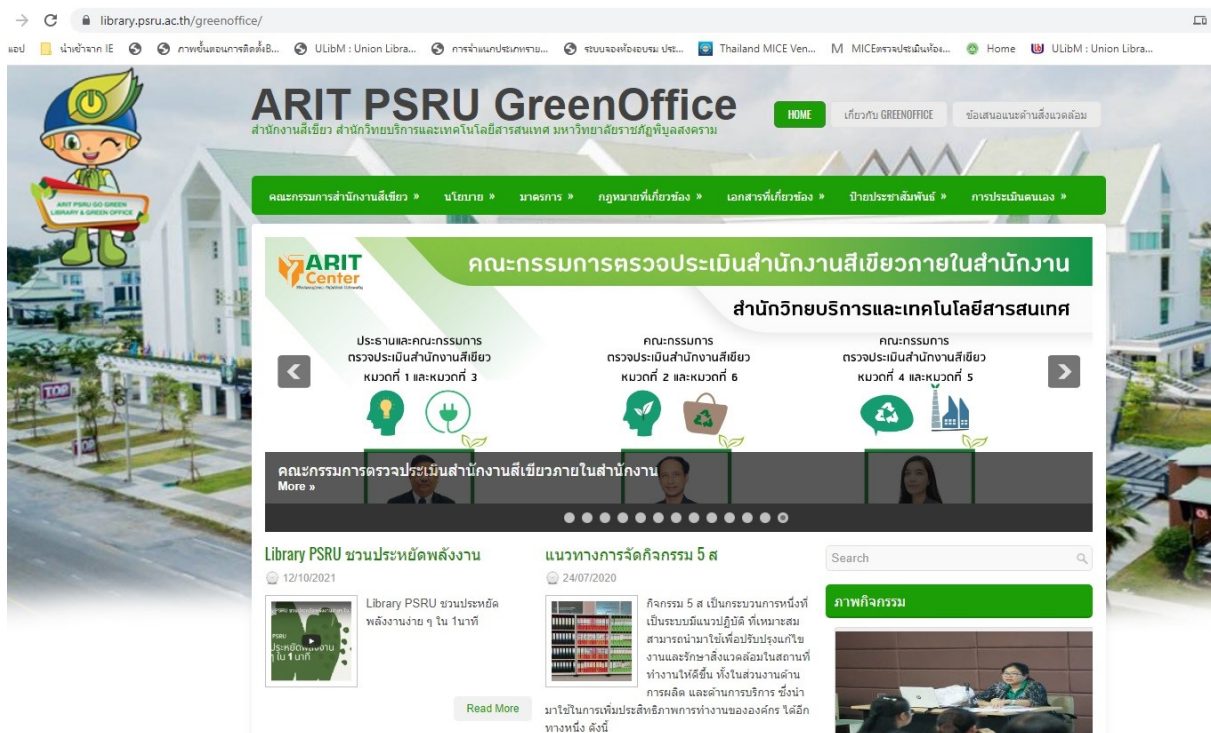 library.psru.ac.th/greenoffice/
แอป นำเข้าจาก IE ภาพขั้นตอนการติดตั้งB... ULibM : Union Libra... การจำแนกประเภทราย... ระบบจองห้องอบรม ประ... Thailand MICE Ven... MICEตรวจประเมินห้อง... Home ULibM : Union Libra...
ARIT PSRU GreenOffice
สำนักงานสีเขียว สำนักวิทยบริการและเทคโนโลยีสารสนเทศ มหาวิทยาลัยราชภัฏพิบูลสงคราม
HOME เกี่ยวกับ GREENOFFICE ข้อเสนอแนะด้านสิ่งแวดล้อม
ARIT PSRU GO GREEN
LIBRARY & GREEN OFFICE
คณะกรรมการสำนักงานสีเขียว » นโยบาย » มาตรการ » กฎหมายที่เกี่ยวข้อง » เอกสารที่เกี่ยวข้อง » ป้ายประชาสัมพันธ์ » การประเมินตนเอง »
ARIT
Center
คณะกรรมการตรวจประเมินสำนักงานสีเขียวภายในสำนักงาน
สำนักวิทยบริการและเทคโนโลยีสารสนเทศ
ประธานและคณะกรรมการ
ตรวจประเมินสำนักงานสีเขียว
หมวดที่ 1 และหมวดที่ 3
คณะกรรมการ
ตรวจประเมินสำนักงานสีเขียว
หมวดที่ 2 และหมวดที่ 6
คณะกรรมการ
ตรวจประเมินสำนักงานสีเขียว
หมวดที่ 4 และหมวดที่ 5
คณะกรรมการตรวจประเมินสำนักงานสีเขียวภายในสำนักงาน
More »
TOP
Library PSRU ชวนประหยัดพลังงาน
12/10/2021
Library PSRU ชวนประหยัด
พลังงานง่าย ๆ ใน 1นาที
Read More
แนวทางการจัดกิจกรรม 5 ส
24/07/2020
กิจกรรม 5 ส เป็นกระบวนการหนึ่งที่
เป็นระบบมีแนวปฏิบัติ ที่เหมาะสม
สามารถนำมาใช้เพื่อปรับปรุงแก้ไข
งานและรักษาสิ่งแวดล้อมในสถานที่
ทำงานให้ดีขึ้น ทั้งในส่วนงานด้าน
การผลิต และด้านการบริการ ซึ่งนำ
มาใช้ในการเพิ่มประสิทธิภาพการทำงานขององค์กร ได้อีก
ทางหนึ่ง ดังนี้
Search
ภาพกิจกรรม